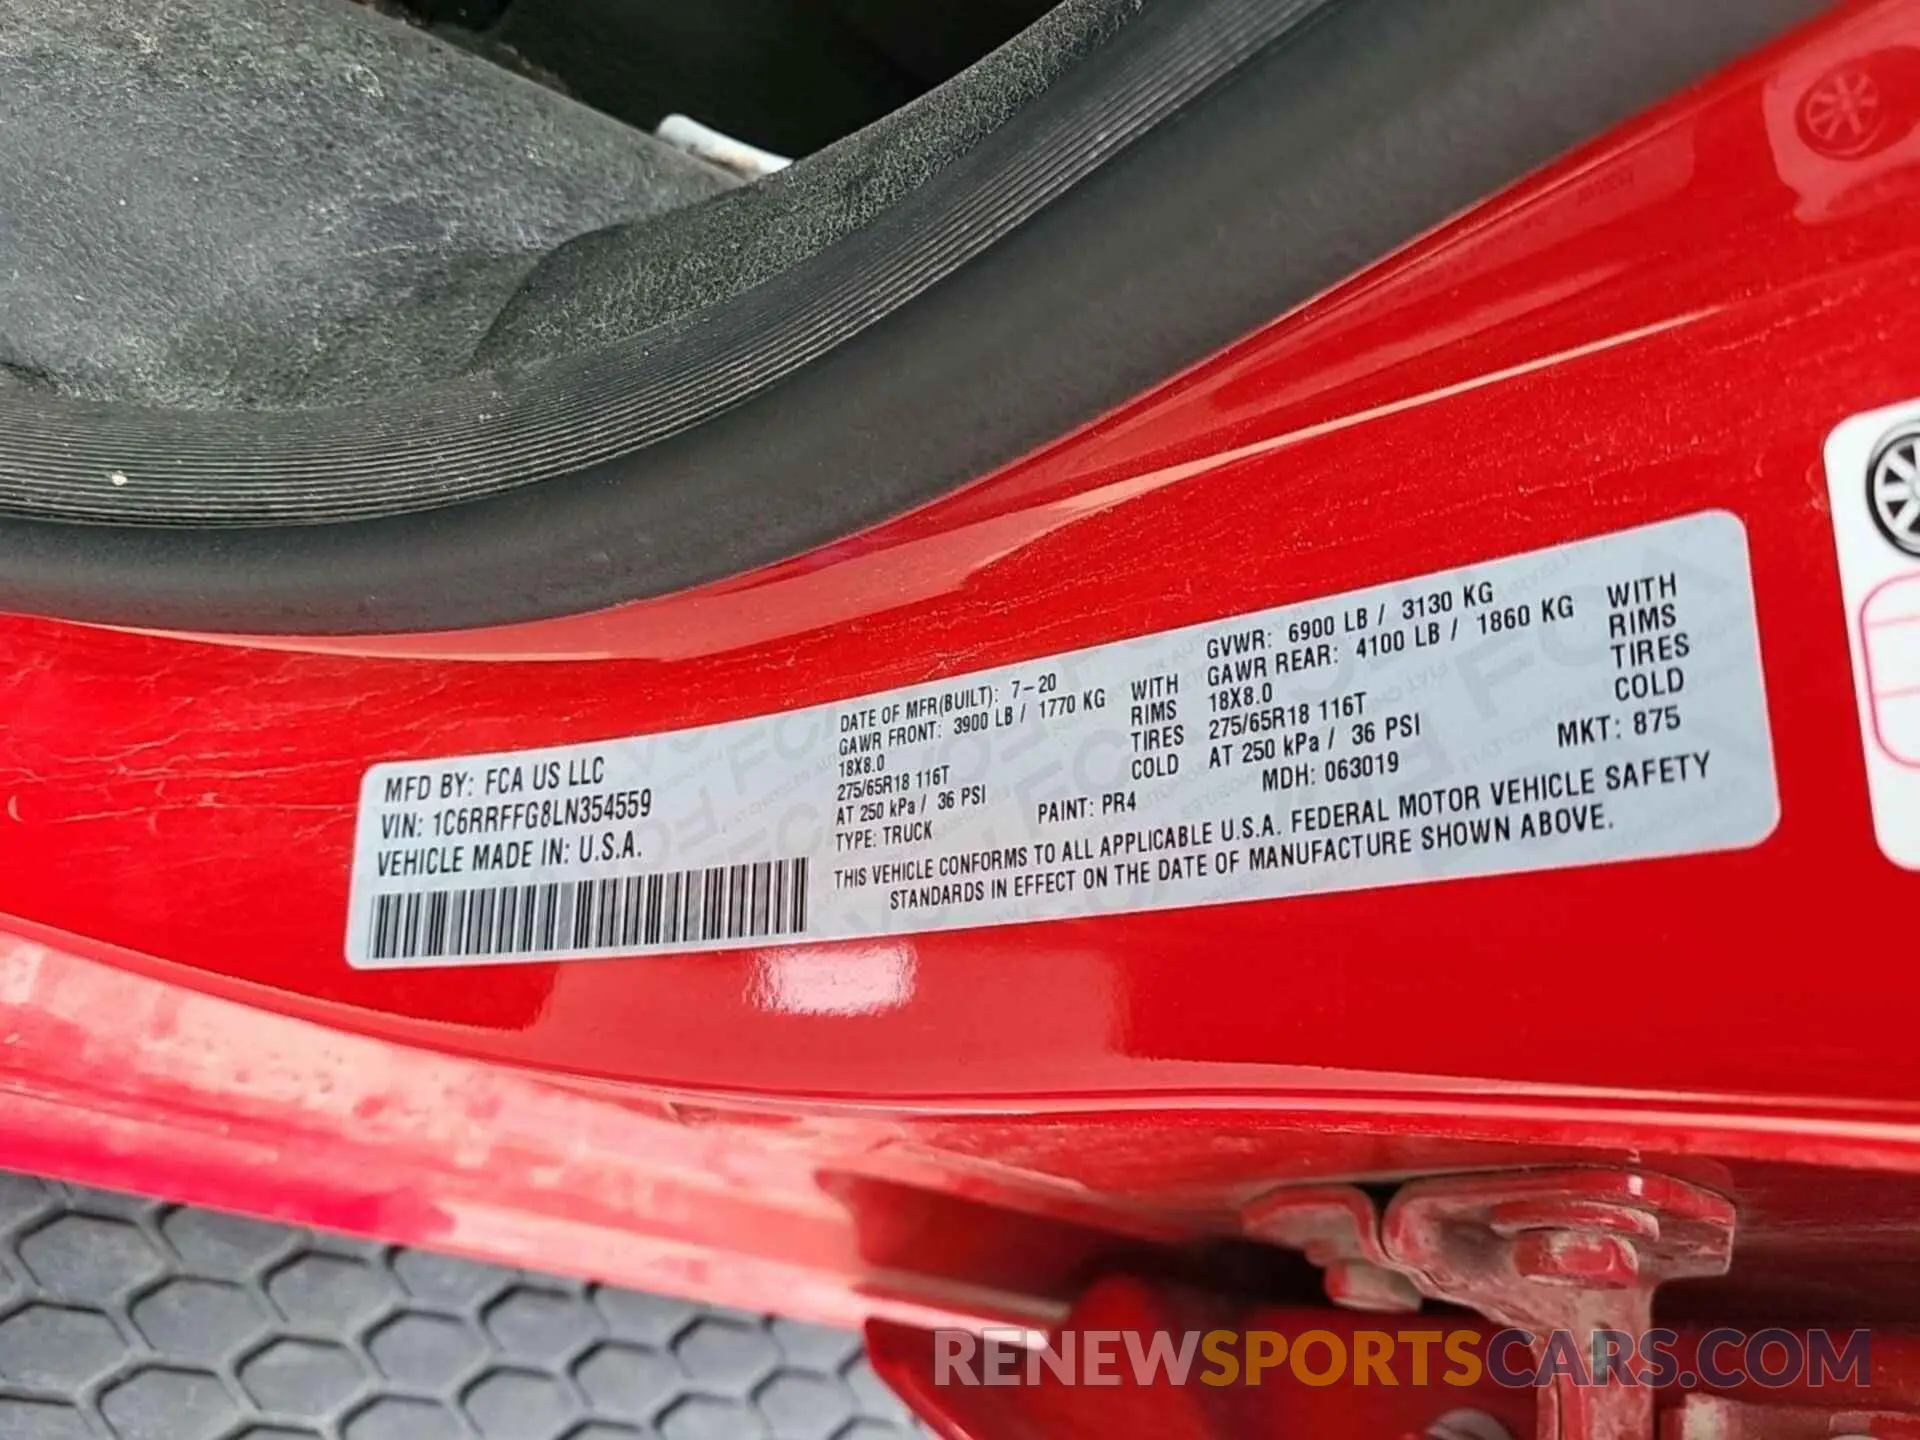 MFD BY: FCA US LLC
VIN: 1C6RRFFG8LN354559
VEHICLE MADE IN: U.S.A.
DATE OF MFR(BUILT): 7-20
GAWR FRONT: 3900 LB / 1770 KG WITH
18X8.0 RIMS
275/65R18 116T TIRES
AT 250 kPa / 36 PSI COLD
TYPE: TRUCK PAINT: PR4
GVWR: 6900 LB / 3130 KG
GAWR REAR: 4100 LB / 1860 KG WITH
18X8.0 RIMS
275/65R18 116T TIRES
AT 250 kPa / 36 PSI COLD
MDH: 063019 MKT: 875
THIS VEHICLE CONFORMS TO ALL APPLICABLE U.S.A. FEDERAL MOTOR VEHICLE SAFETY
STANDARDS IN EFFECT ON THE DATE OF MANUFACTURE SHOWN ABOVE.
RENEWSPORTSCARS.COM